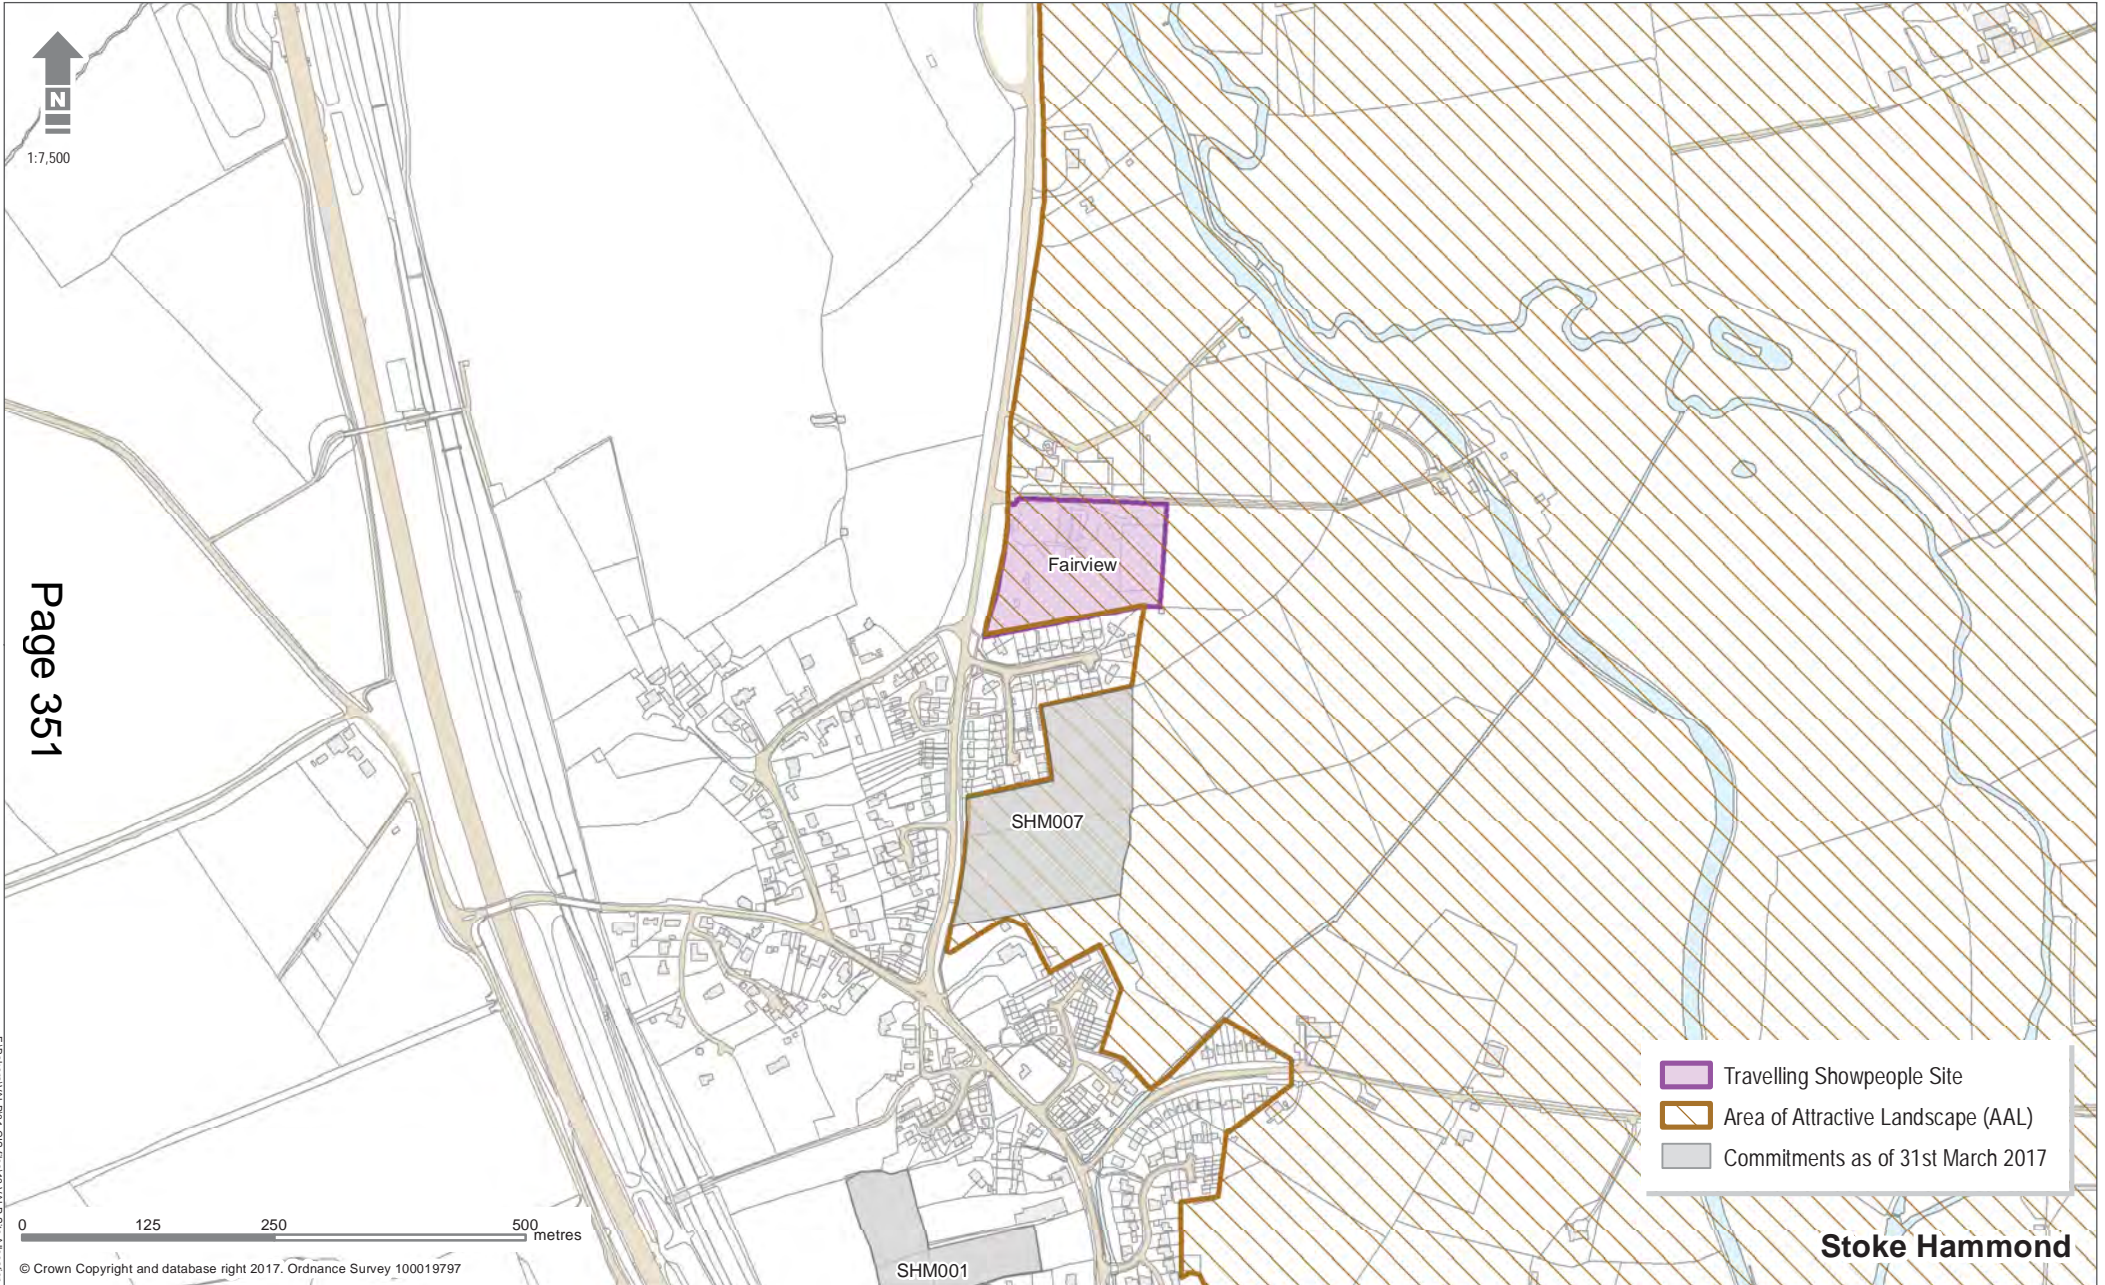 N
1:7,500
Page 351
Fairview
SHM007
SHM001
Travelling Showpeople Site
Area of Attractive Landscape (AAL)
Commitments as of 31st March 2017
Stoke Hammond
0 125 250 500
metres
© Crown Copyright and database right 2017. Ordnance Survey 100019797